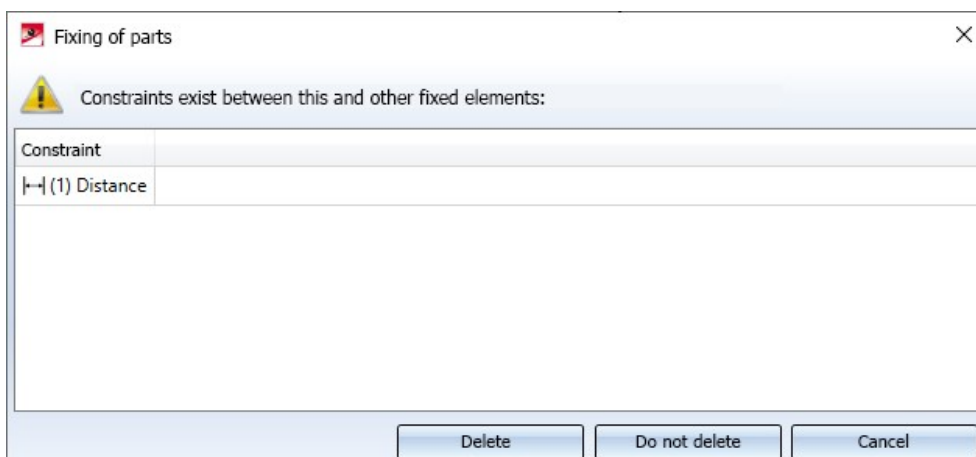 Fixing of parts
Constraints exist between this and other fixed elements:
Constraint
(1) Distance
Delete
Do not delete
Cancel